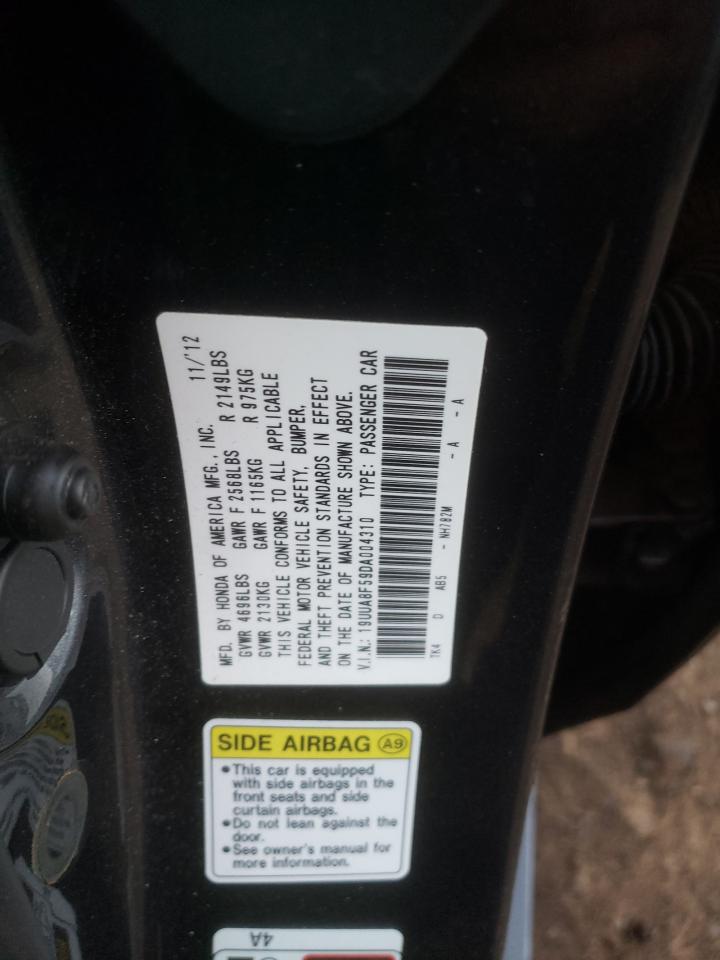 MFD. BY HONDA OF AMERICA MFG., INC. 11/'12
GVWR 4696LBS GAWR F 2568LBS R 2149LBS
GVWR 2130KG GAWR F 1165KG R 975KG
THIS VEHICLE CONFORMS TO ALL APPLICABLE
FEDERAL MOTOR VEHICLE SAFETY, BUMPER,
AND THEFT PREVENTION STANDARDS IN EFFECT
ON THE DATE OF MANUFACTURE SHOWN ABOVE.
V.I.N.: 19UUA8F59DA004310 TYPE: PASSENGER CAR
TK4 D AB5 - NH782M - A - A
SIDE AIRBAG A9
•This car is equipped
with side airbags in the
front seats and side
curtain airbags.
•Do not lean against the
door.
•See owner's manual for
more information.
4A